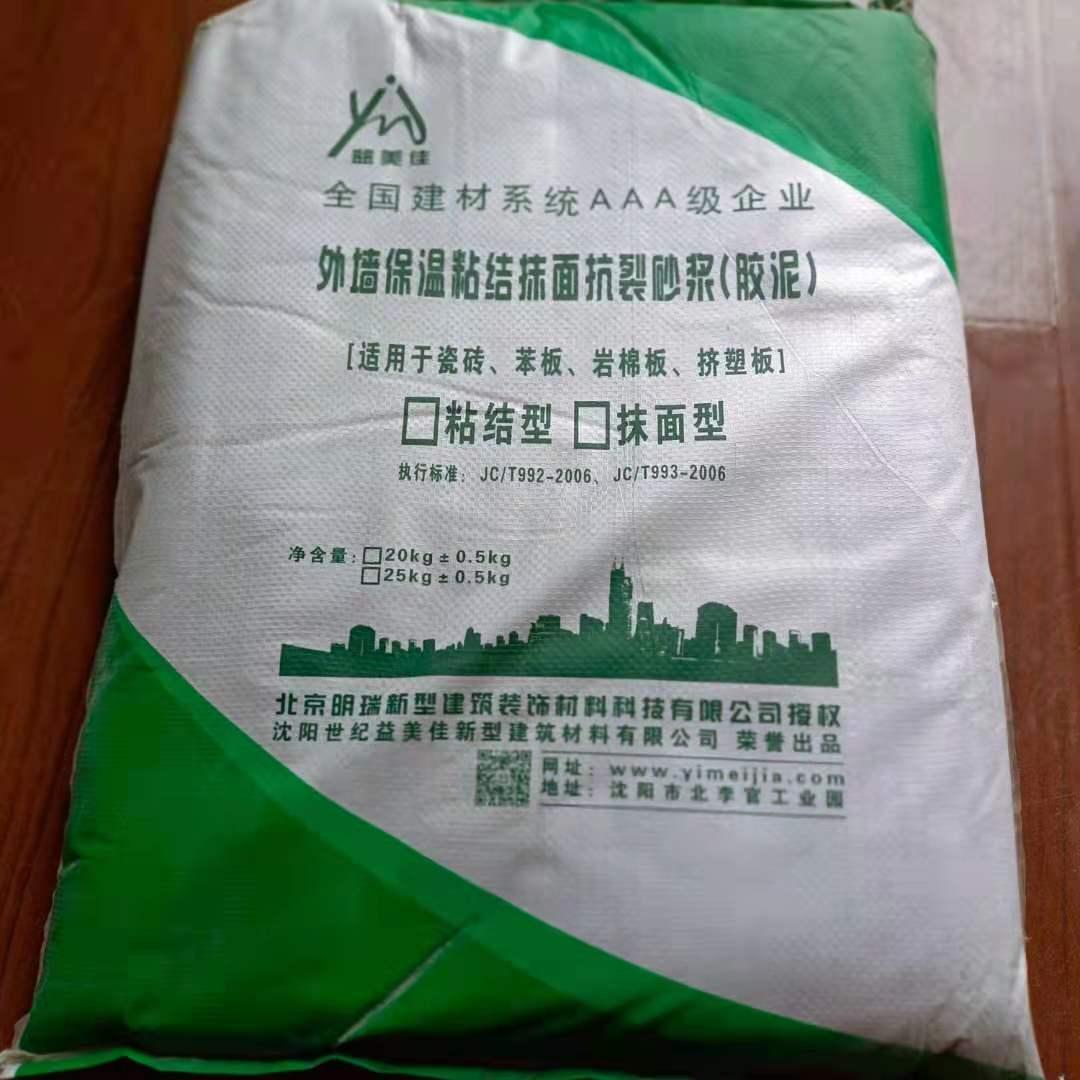 益美佳
全国建材系统AAA级企业
外墙保温粘结抹面抗裂砂浆(胶泥)
[适用于瓷砖、苯板、岩棉板、挤塑板]
□粘结型 □抹面型
执行标准: JC/T992-2006、JC/T993-2006
净含量:□20kg±0.5kg
□25kg±0.5kg
北京明瑞新型建筑装饰材料科技有限公司授权
沈阳世纪益美佳新型建筑材料有限公司 荣誉出品
网址: www.yimeijia.com
地址: 沈阳市北李官工业园